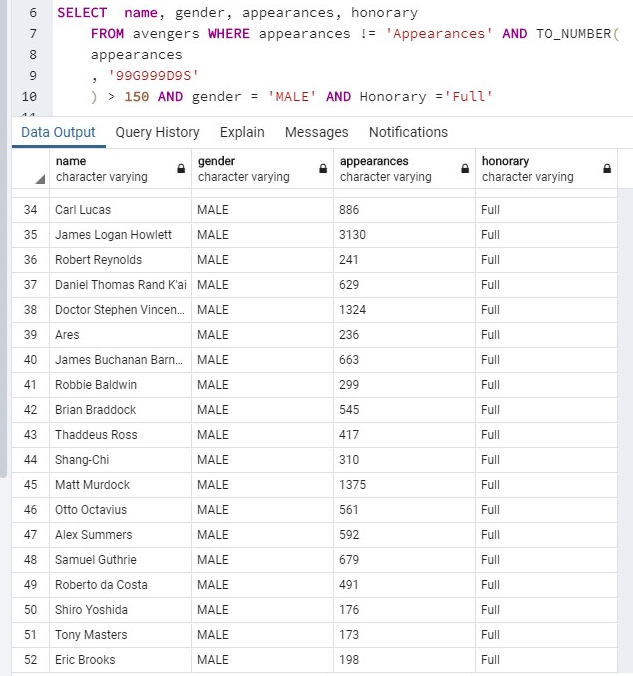 6 SELECT name, gender, appearances, honorary
7 FROM avengers WHERE appearances != 'Appearances' AND TO_NUMBER(
8 appearances
9 , '99G999D9S'
10 ) > 150 AND gender = 'MALE' AND Honorary ='Full'
Data Output Query History Explain Messages Notifications
name gender appearances honorary
character varying character varying character varying character varying
34 Carl Lucas MALE 886 Full
35 James Logan Howlett MALE 3130 Full
36 Robert Reynolds MALE 241 Full
37 Daniel Thomas Rand K'ai MALE 629 Full
38 Doctor Stephen Vincen... MALE 1324 Full
39 Ares MALE 236 Full
40 James Buchanan Barn... MALE 663 Full
41 Robbie Baldwin MALE 299 Full
42 Brian Braddock MALE 545 Full
43 Thaddeus Ross MALE 417 Full
44 Shang-Chi MALE 310 Full
45 Matt Murdock MALE 1375 Full
46 Otto Octavius MALE 561 Full
47 Alex Summers MALE 592 Full
48 Samuel Guthrie MALE 679 Full
49 Roberto da Costa MALE 491 Full
50 Shiro Yoshida MALE 176 Full
51 Tony Masters MALE 173 Full
52 Eric Brooks MALE 198 Full